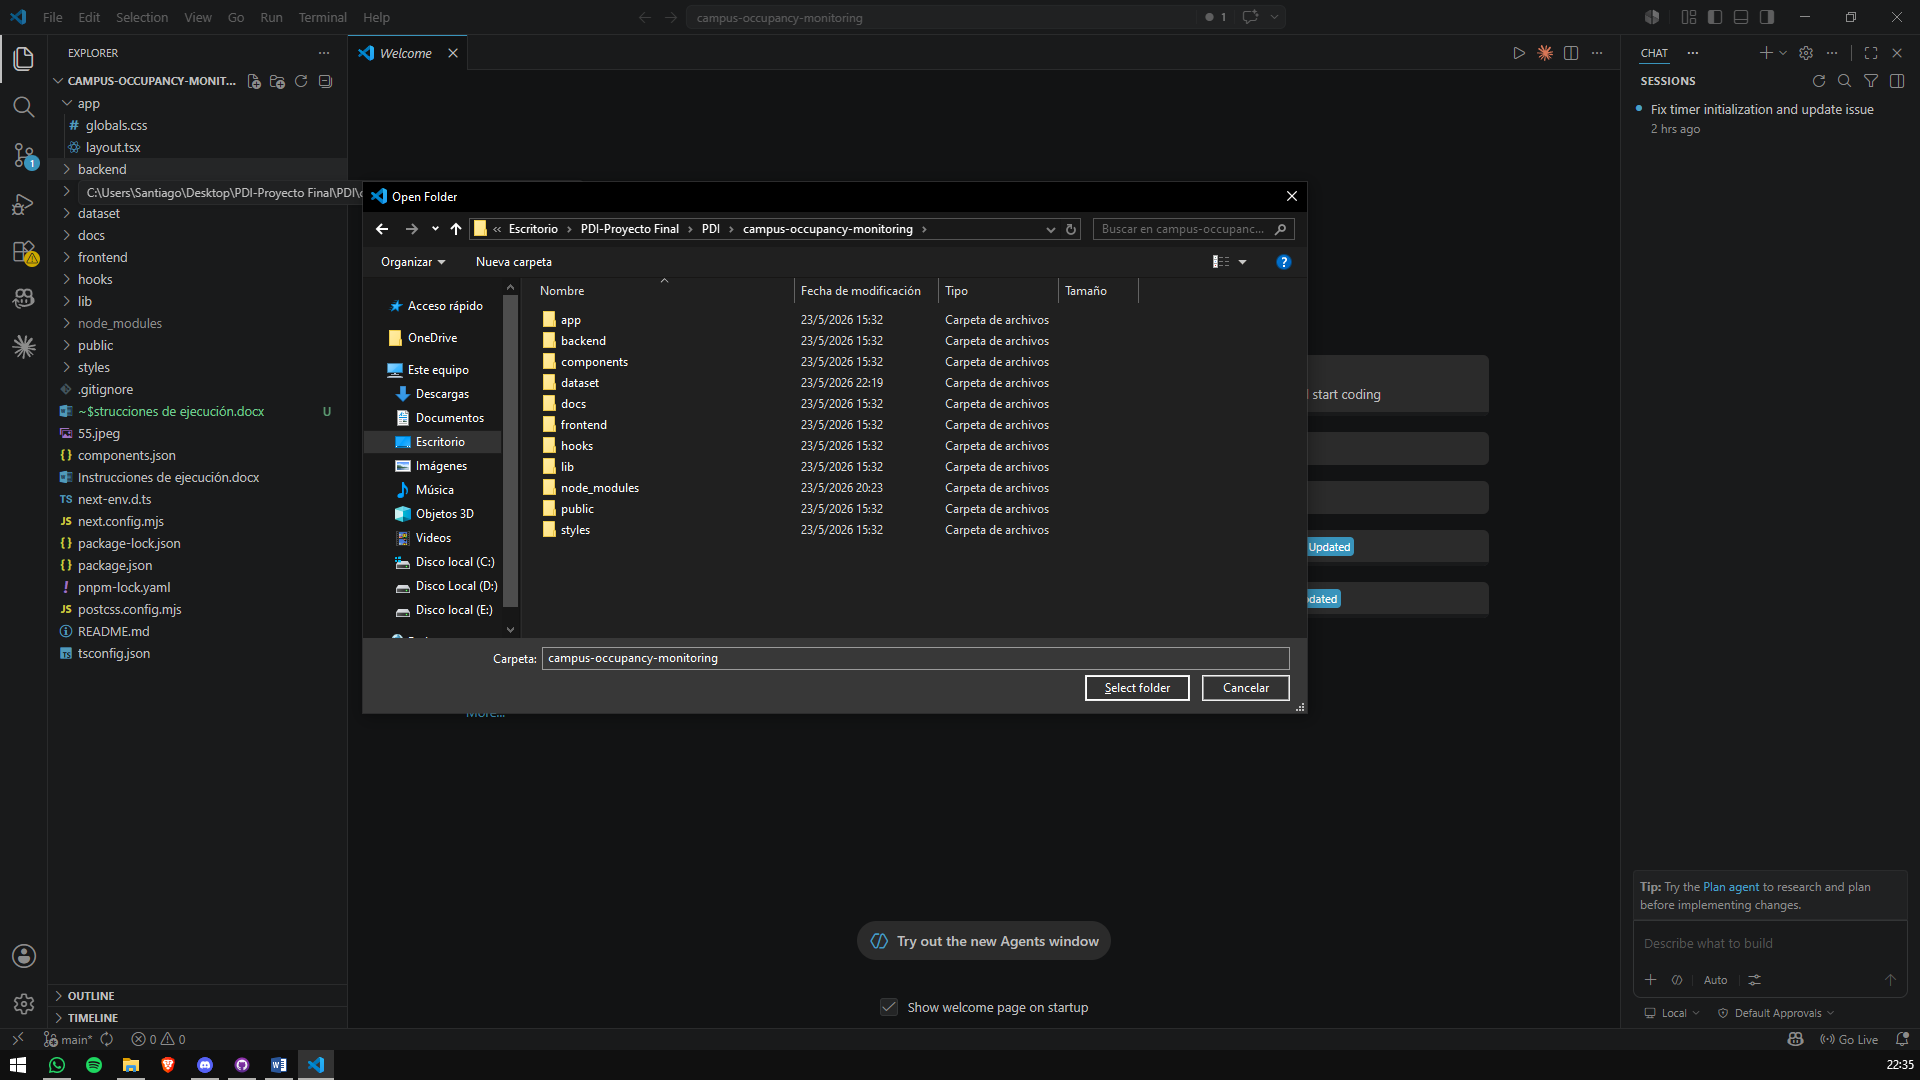 File Edit Selection View Go Run Terminal Help
campus-occupancy-monitoring
1
EXPLORER
CAMPUS-OCCUPANCY-MONIT...
app
globals.css
layout.tsx
backend
C:\Users\Santiago\Desktop\PDI-Proyecto Final\PDI\c
dataset
docs
frontend
hooks
lib
node_modules
public
styles
.gitignore
~$strucciones de ejecución.docx U
55.jpeg
components.json
Instrucciones de ejecución.docx
next-env.d.ts
next.config.mjs
package-lock.json
package.json
pnpm-lock.yaml
postcss.config.mjs
README.md
tsconfig.json
OUTLINE
TIMELINE
1
Welcome
Open Folder
« Escritorio › PDI-Proyecto Final › PDI › campus-occupancy-monitoring ›
Buscar en campus-occupanc...
Organizar
Nueva carpeta
Acceso rápido
OneDrive
Este equipo
Descargas
Documentos
Escritorio
Imágenes
Música
Objetos 3D
Videos
Disco local (C:)
Disco Local (D:)
Disco local (E:)
Nombre Fecha de modificación Tipo Tamaño
app 23/5/2026 15:32 Carpeta de archivos
backend 23/5/2026 15:32 Carpeta de archivos
components 23/5/2026 15:32 Carpeta de archivos
dataset 23/5/2026 22:19 Carpeta de archivos
docs 23/5/2026 15:32 Carpeta de archivos
frontend 23/5/2026 15:32 Carpeta de archivos
hooks 23/5/2026 15:32 Carpeta de archivos
lib 23/5/2026 15:32 Carpeta de archivos
node_modules 23/5/2026 20:23 Carpeta de archivos
public 23/5/2026 15:32 Carpeta de archivos
styles 23/5/2026 15:32 Carpeta de archivos
Carpeta: campus-occupancy-monitoring
Select folder
Cancelar
start coding
Updated
dated
More...
Try out the new Agents window
Show welcome page on startup
CHAT
SESSIONS
Fix timer initialization and update issue
2 hrs ago
Tip: Try the Plan agent to research and plan
before implementing changes.
Describe what to build
Auto
Local
Default Approvals
main* 0 0
Go Live
22:35